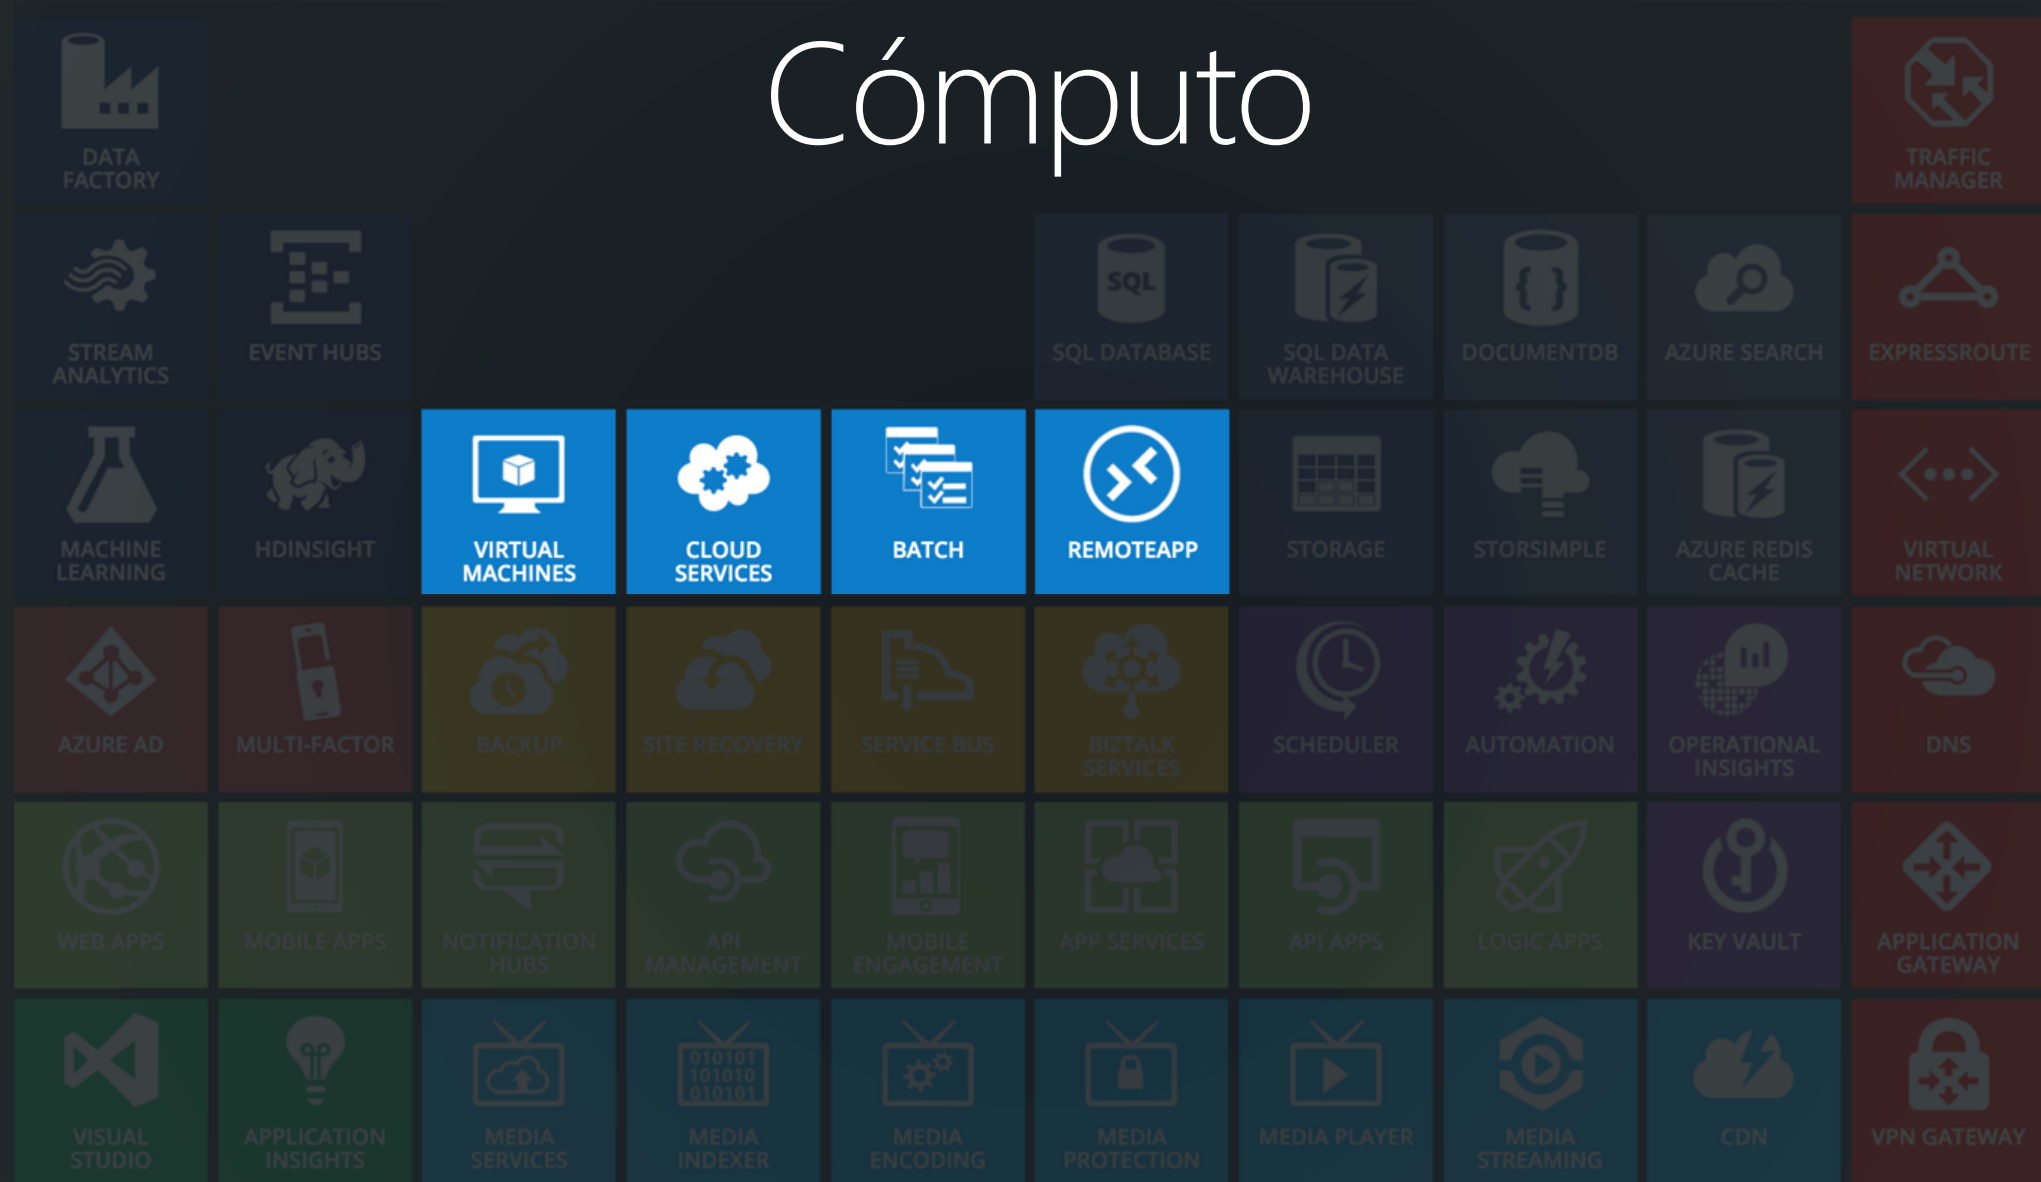 Cómputo
DATA
FACTORY
TRAFFIC
MANAGER
STREAM
ANALYTICS
EVENT HUBS
SQL
SQL DATABASE
SQL DATA
WAREHOUSE
{ }
DOCUMENTDB
AZURE SEARCH
EXPRESSROUTE
MACHINE
LEARNING
HDINSIGHT
VIRTUAL
MACHINES
CLOUD
SERVICES
BATCH
REMOTEAPP
STORAGE
STORSIMPLE
AZURE REDIS
CACHE
VIRTUAL
NETWORK
AZURE AD
MULTI-FACTOR
BACKUP
SITE RECOVERY
SERVICE BUS
BIZTALK
SERVICES
SCHEDULER
AUTOMATION
OPERATIONAL
INSIGHTS
DNS
WEB APPS
MOBILE APPS
NOTIFICATION
HUBS
API
MANAGEMENT
MOBILE
ENGAGEMENT
APP SERVICES
API APPS
LOGIC APPS
KEY VAULT
APPLICATION
GATEWAY
VISUAL
STUDIO
APPLICATION
INSIGHTS
MEDIA
SERVICES
010101
101010
010101
MEDIA
INDEXER
MEDIA
ENCODING
MEDIA
PROTECTION
MEDIA PLAYER
MEDIA
STREAMING
CDN
VPN GATEWAY